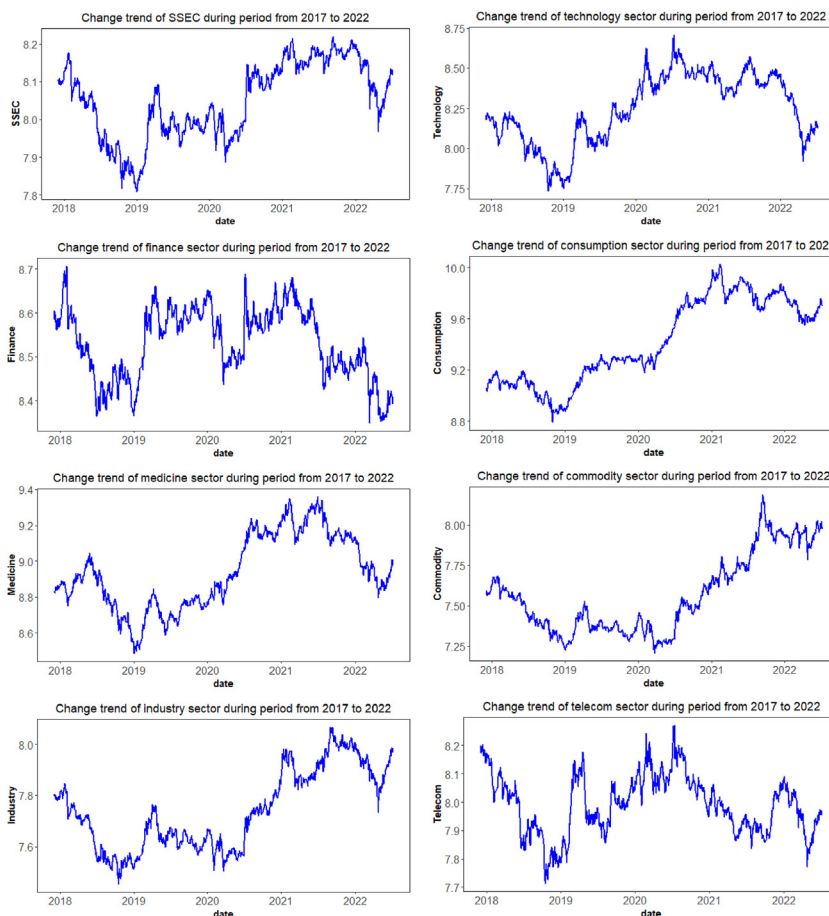 Change trend of SSEC during period from 2017 to 2022
8.2
8.1
8.0
7.9
7.8
SSEC
2018 2019 2020 2021 2022
date
Change trend of technology sector during period from 2017 to 2022
8.75
8.50
8.25
8.00
7.75
Technology
2018 2019 2020 2021 2022
date
Change trend of finance sector during period from 2017 to 2022
8.7
8.6
8.5
8.4
Finance
2018 2019 2020 2021 2022
date
Change trend of consumption sector during period from 2017 to 202
10.0
9.6
9.2
8.8
Consumption
2018 2019 2020 2021 2022
date
Change trend of medicine sector during period from 2017 to 2022
9.4
9.2
9.0
8.8
8.6
Medicine
2018 2019 2020 2021 2022
date
Change trend of commodity sector during period from 2017 to 2022
8.00
7.75
7.50
7.25
Commodity
2018 2019 2020 2021 2022
date
Change trend of industry sector during period from 2017 to 2022
8.0
7.8
7.6
Industry
2018 2019 2020 2021 2022
date
Change trend of telecom sector during period from 2017 to 2022
8.2
8.1
8.0
7.9
7.8
7.7
Telecom
2018 2019 2020 2021 2022
date